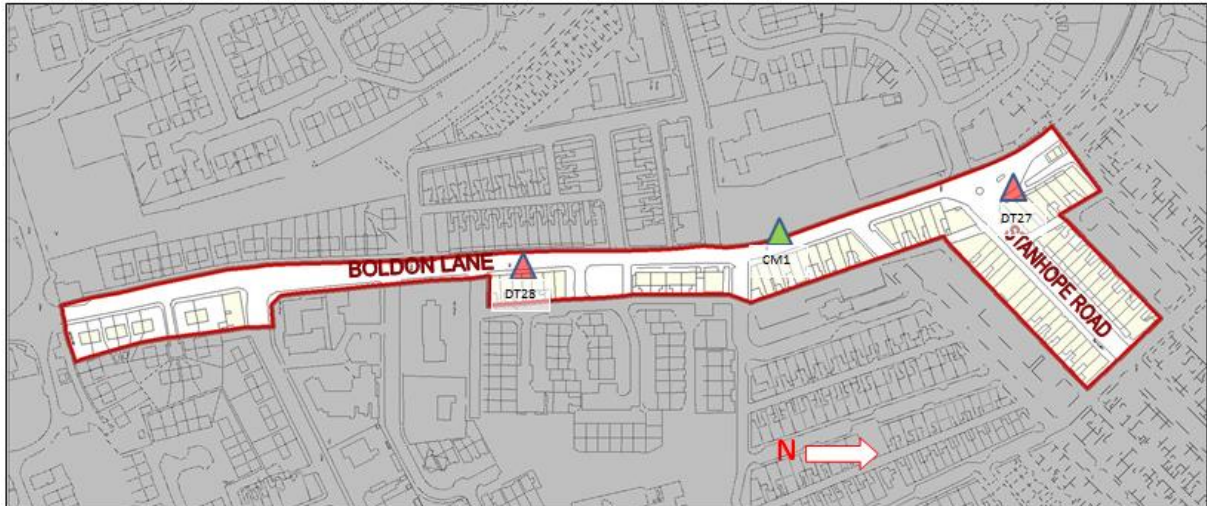 BOLDON LANE
DT28
CM1
DT27
STANHOPE ROAD
N